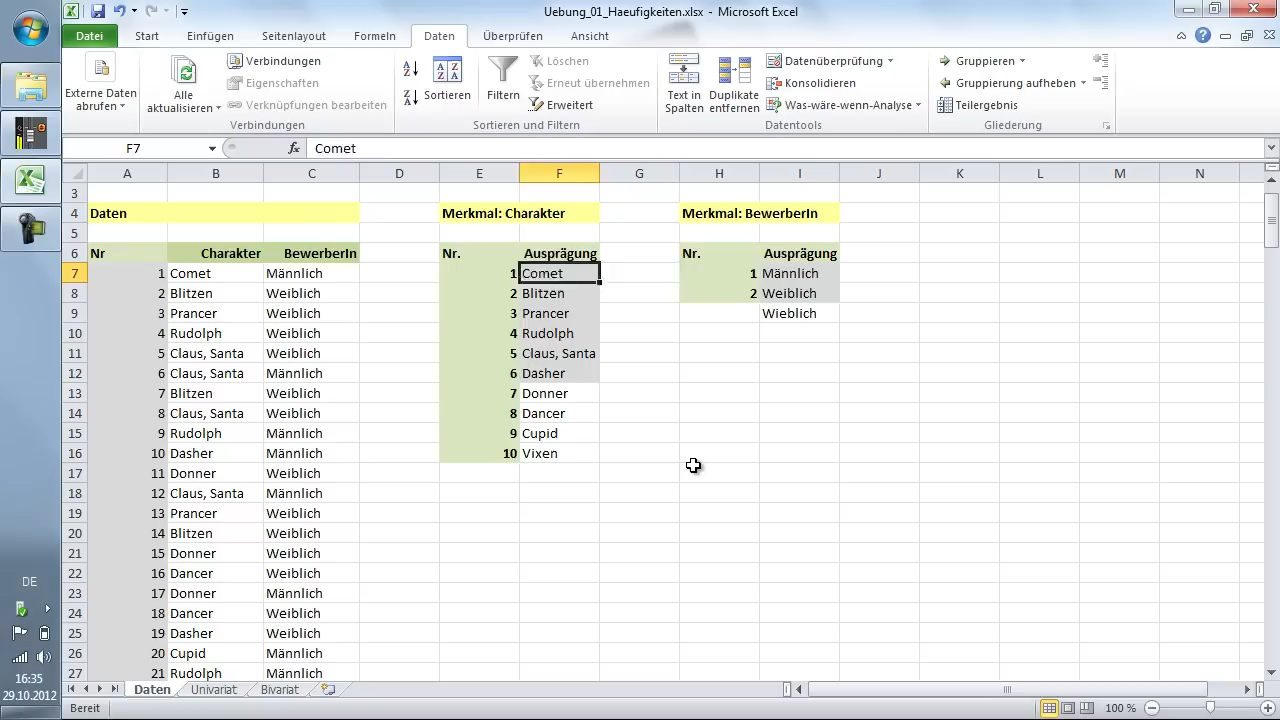 Uebung_01_Haeufigkeiten.xlsx - Microsoft Excel
Datei Start Einfügen Seitenlayout Formeln Daten Überprüfen Ansicht
Externe Daten abrufen
Alle aktualisieren
Verbindungen
Eigenschaften
Verknüpfungen bearbeiten
Verbindungen
Sortieren
Filtern
Löschen
Erneut übernehmen
Erweitert
Sortieren und Filtern
Text in Spalten
Duplikate entfernen
Datenüberprüfung
Konsolidieren
Was-wäre-wenn-Analyse
Datentools
Gruppieren
Gruppierung aufheben
Teilergebnis
Gliederung
F7 fx Comet
A B C D E F G H I J K L M N
3
4 Daten Merkmal: Charakter Merkmal: BewerberIn
5
6 Nr Charakter BewerberIn Nr. Ausprägung Nr. Ausprägung
7 1 Comet Männlich 1 Comet 1 Männlich
8 2 Blitzen Weiblich 2 Blitzen 2 Weiblich
9 3 Prancer Weiblich 3 Prancer Wieblich
10 4 Rudolph Weiblich 4 Rudolph
11 5 Claus, Santa Weiblich 5 Claus, Santa
12 6 Claus, Santa Männlich 6 Dasher
13 7 Blitzen Weiblich 7 Donner
14 8 Claus, Santa Weiblich 8 Dancer
15 9 Rudolph Männlich 9 Cupid
16 10 Dasher Männlich 10 Vixen
17 11 Donner Weiblich
18 12 Claus, Santa Männlich
19 13 Prancer Weiblich
20 14 Blitzen Weiblich
21 15 Donner Weiblich
22 16 Dancer Weiblich
23 17 Donner Männlich
24 18 Dancer Weiblich
25 19 Dasher Weiblich
26 20 Cupid Männlich
27 21 Rudolph Männlich
Daten Univariat Bivariat
Bereit 100 %
DE
16:35
29.10.2012